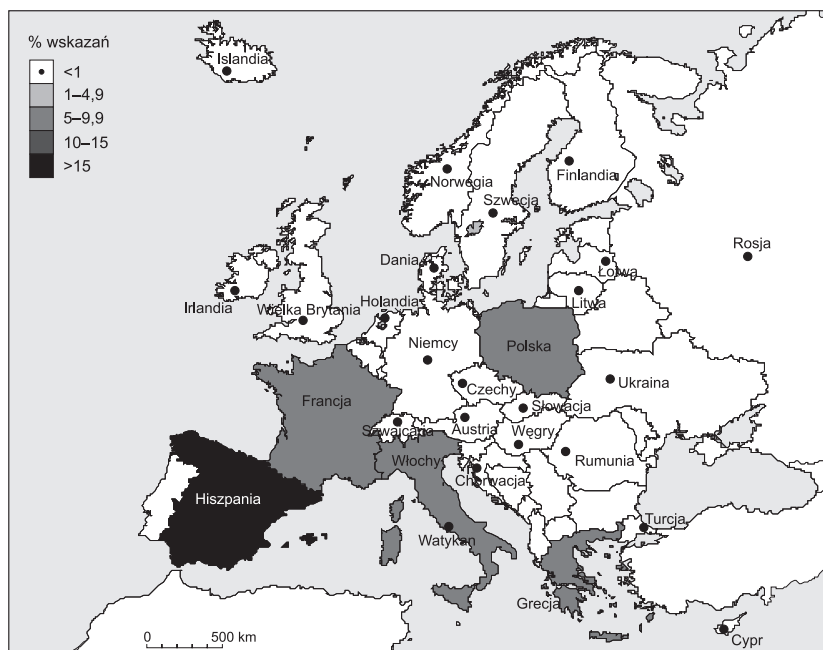 % wskazań
<1
1–4,9
5–9,9
10–15
>15
Islandia
Norwegia
Finlandia
Szwecja
Rosja
Dania
Łotwa
Litwa
Irlandia
Wielka Brytania
Holandia
Niemcy
Polska
Ukraina
Czechy
Francja
Słowacja
Szwajcaria
Austria
Węgry
Włochy
Rumunia
Chorwacja
Hiszpania
Watykan
Turcja
Grecja
Cypr
0 500 km